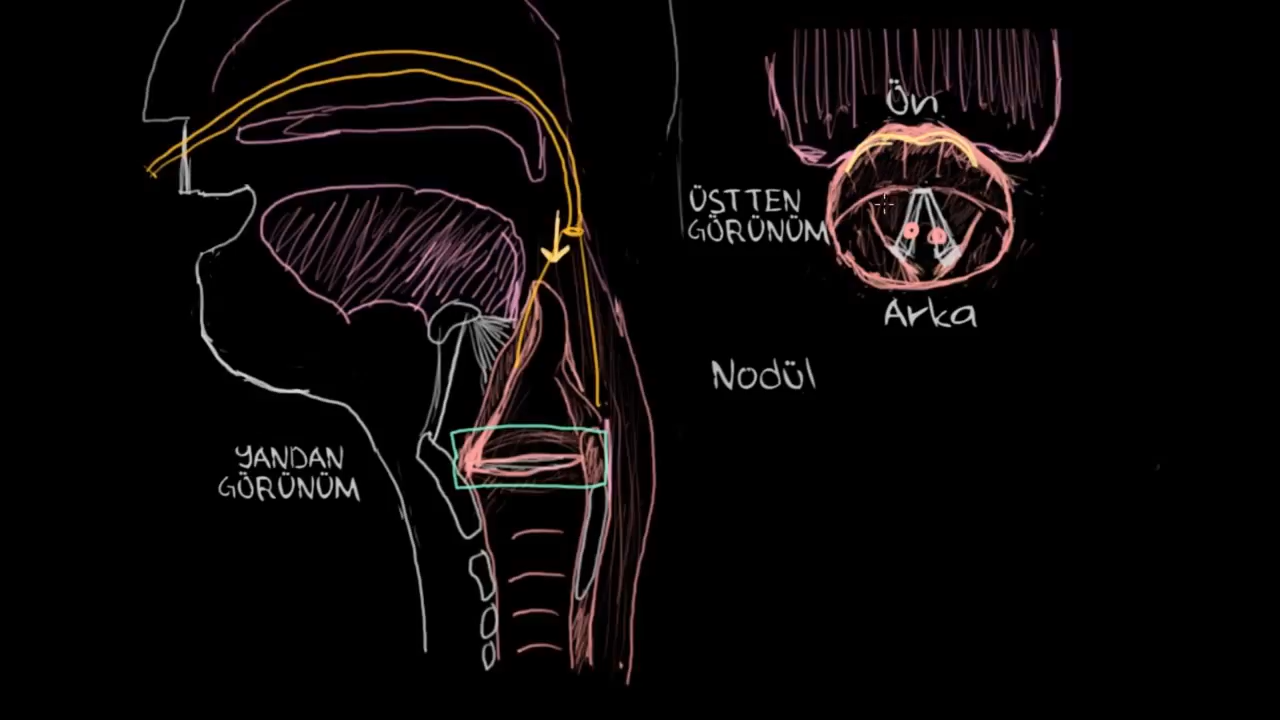 Ön
ÜSTTEN
GÖRÜNÜM
Arka
Nodül
YANDAN
GÖRÜNÜM